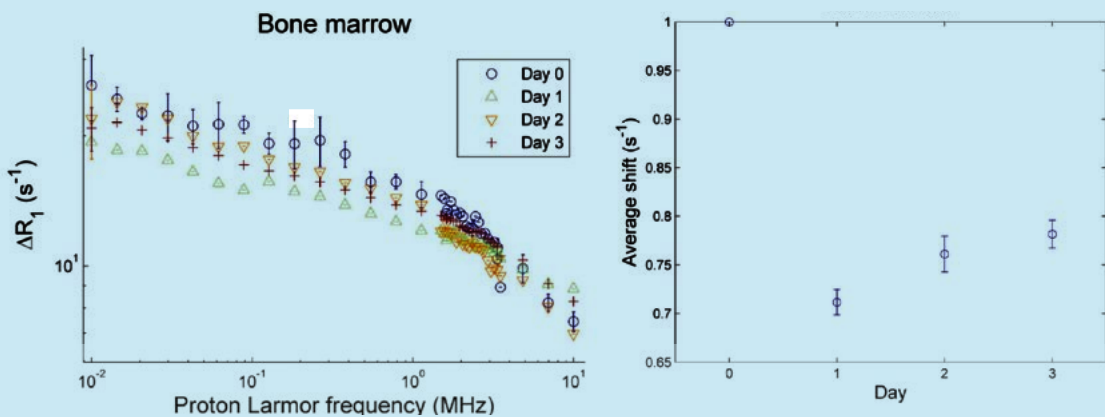 Bone marrow
Day 0
Day 1
Day 2
Day 3
ΔR₁ (s⁻¹)
10¹
10⁻²
10⁻¹
10⁰
10¹
Proton Larmor frequency (MHz)
1
0.95
0.9
0.85
0.8
0.75
0.7
0.65
Average shift (s⁻¹)
0
1
2
3
Day